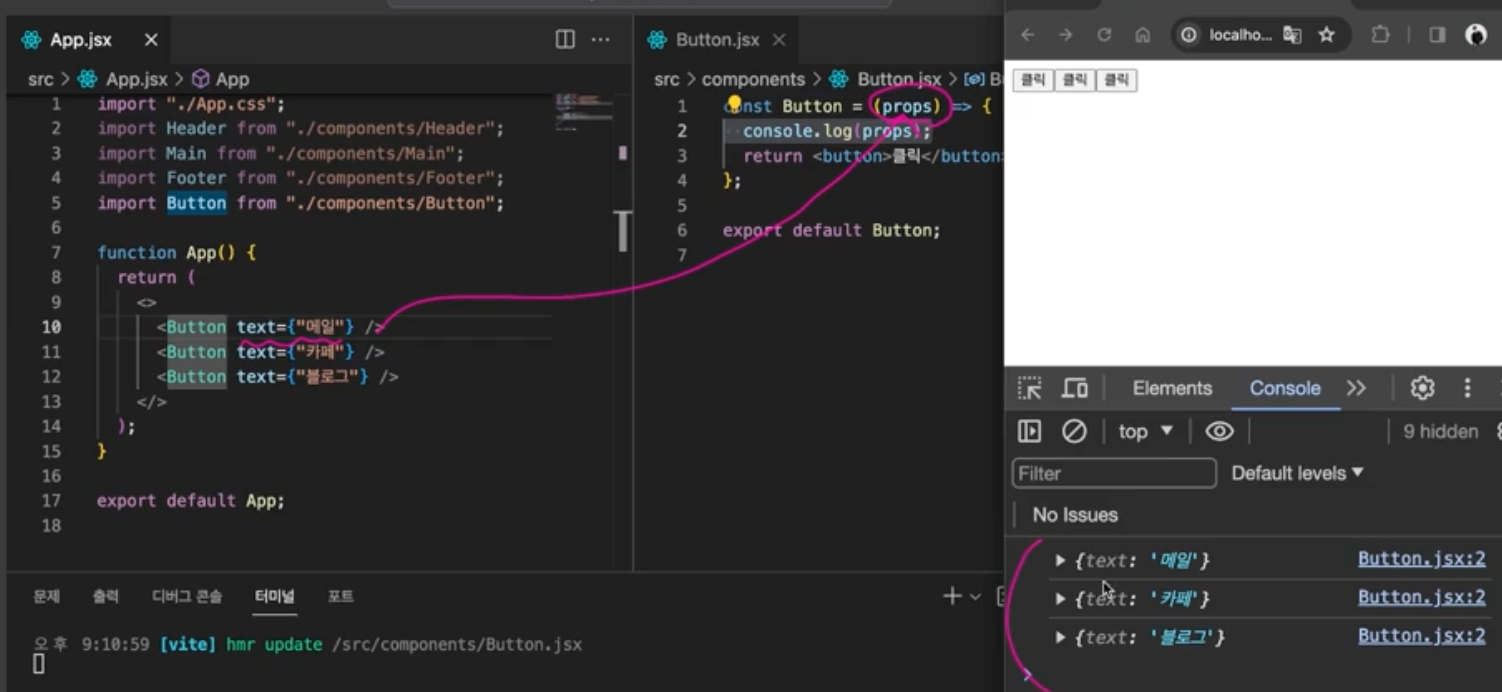 App.jsx
src > App.jsx > App
1 import "./App.css";
2 import Header from "./components/Header";
3 import Main from "./components/Main";
4 import Footer from "./components/Footer";
5 import Button from "./components/Button";
6
7 function App() {
8 return (
9 <>
10 <Button text={"메일"} />
11 <Button text={"카페"} />
12 <Button text={"블로그"} />
13 </>
14 );
15 }
16
17 export default App;
18
Button.jsx
src > components > Button.jsx > B
1 const Button = (props) => {
2 console.log(props);
3 return <button>클릭</button>
4 };
5
6 export default Button;
7
문제 출력 디버그 콘솔 터미널 포트
오후 9:10:59 [vite] hmr update /src/components/Button.jsx
localho...
클릭 클릭 클릭
Elements Console
top 9 hidden
Filter Default levels
No Issues
{text: '메일'} Button.jsx:2
{text: '카페'} Button.jsx:2
{text: '블로그'} Button.jsx:2